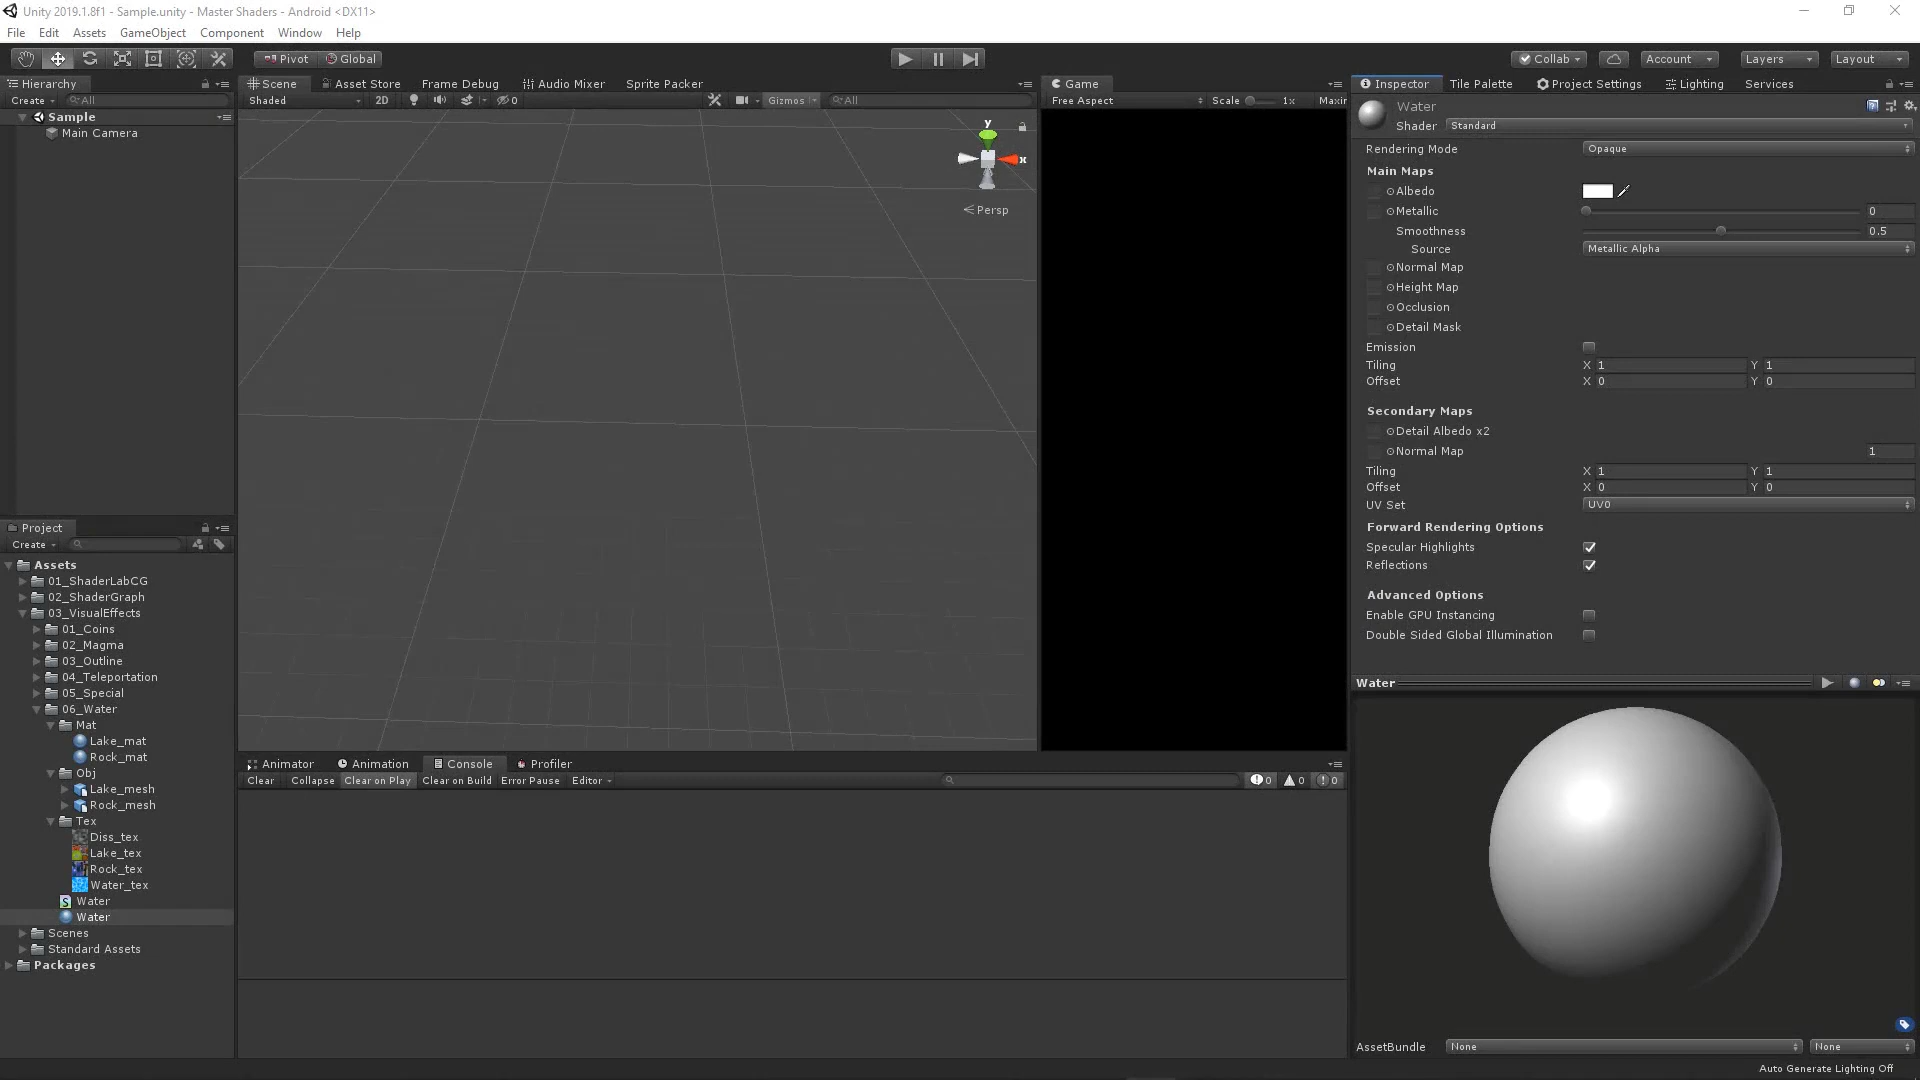 Unity 2019.1.8f1 - Sample.unity - Master Shaders - Android <DX11>
File Edit Assets GameObject Component Window Help
Pivot Global Collab Account Layers Layout
Hierarchy
Create All
Sample
Main Camera
Scene Asset Store Frame Debug Audio Mixer Sprite Packer
Shaded 2D 0 Gizmos All
y
x
Persp
Game
Free Aspect Scale 1x Maxir
Inspector Tile Palette Project Settings Lighting Services
Water
Shader Standard
Rendering Mode Opaque
Main Maps
Albedo
Metallic 0
Smoothness 0.5
Source Metallic Alpha
Normal Map
Height Map
Occlusion
Detail Mask
Emission
Tiling X 1 Y 1
Offset X 0 Y 0
Secondary Maps
Detail Albedo x2
Normal Map 1
Tiling X 1 Y 1
Offset X 0 Y 0
UV Set UV0
Forward Rendering Options
Specular Highlights
Reflections
Advanced Options
Enable GPU Instancing
Double Sided Global Illumination
Water
AssetBundle None None
Auto Generate Lighting Off
Project
Create
Assets
01_ShaderLabCG
02_ShaderGraph
03_VisualEffects
01_Coins
02_Magma
03_Outline
04_Teleportation
05_Special
06_Water
Mat
Lake_mat
Rock_mat
Obj
Lake_mesh
Rock_mesh
Tex
Diss_tex
Lake_tex
Rock_tex
Water_tex
Water
Water
Scenes
Standard Assets
Packages
Animator Animation Console Profiler
Clear Collapse Clear on Play Clear on Build Error Pause Editor 0 0 0